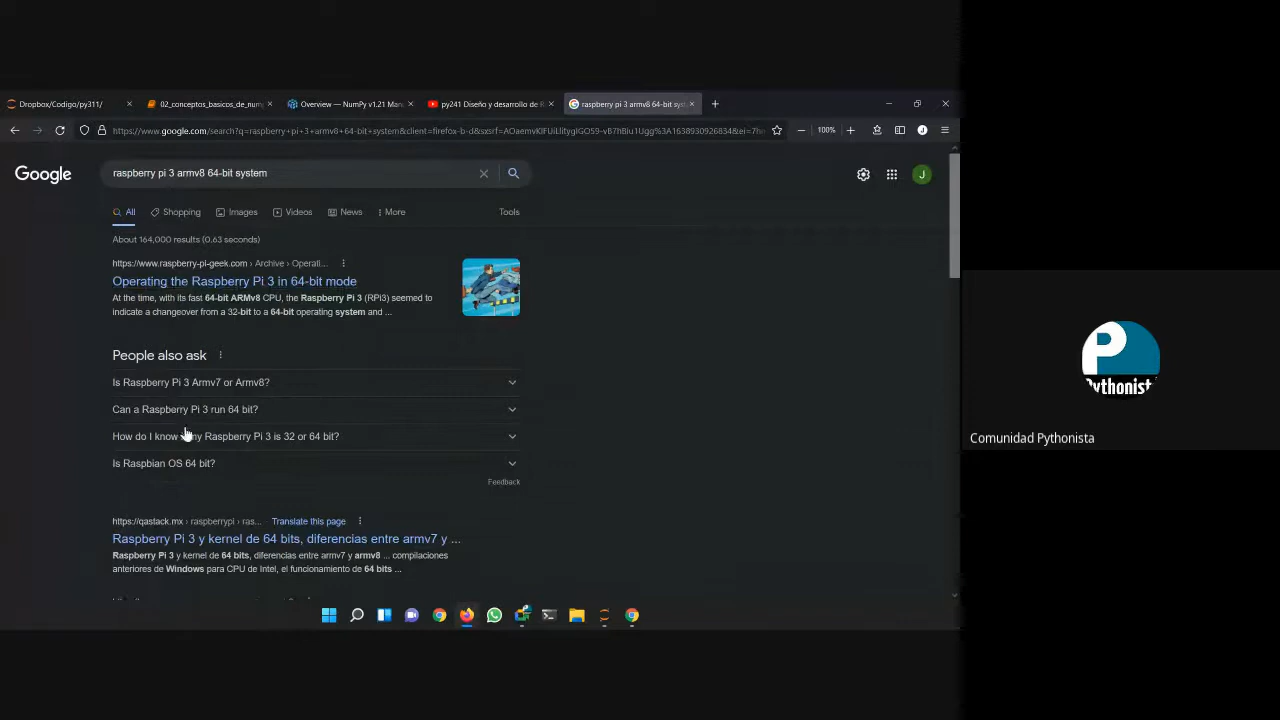 Dropbox/Codigo/py311/
02_conceptos_basicos_de_nump
Overview — NumPy v1.21 Man
py241 Diseño y desarrollo de R
raspberry pi 3 armv8 64-bit syst
100%
Google
raspberry pi 3 armv8 64-bit system
J
All
Shopping
Images
Videos
News
More
Tools
About 164,000 results (0.63 seconds)
https://www.raspberry-pi-geek.com › Archive › Operati...
Operating the Raspberry Pi 3 in 64-bit mode
At the time, with its fast 64-bit ARMv8 CPU, the Raspberry Pi 3 (RPi3) seemed to
indicate a changeover from a 32-bit to a 64-bit operating system and ...
People also ask
Is Raspberry Pi 3 Armv7 or Armv8?
Can a Raspberry Pi 3 run 64 bit?
How do I know my Raspberry Pi 3 is 32 or 64 bit?
Is Raspbian OS 64 bit?
Feedback
https://qastack.mx › raspberrypi › ras...
Translate this page
Raspberry Pi 3 y kernel de 64 bits, diferencias entre armv7 y ...
Raspberry Pi 3 y kernel de 64 bits, diferencias entre armv7 y armv8 ... compilaciones
anteriores de Windows para CPU de Intel, el funcionamiento de 64 bits ...
P
ythonist
Comunidad Pythonista